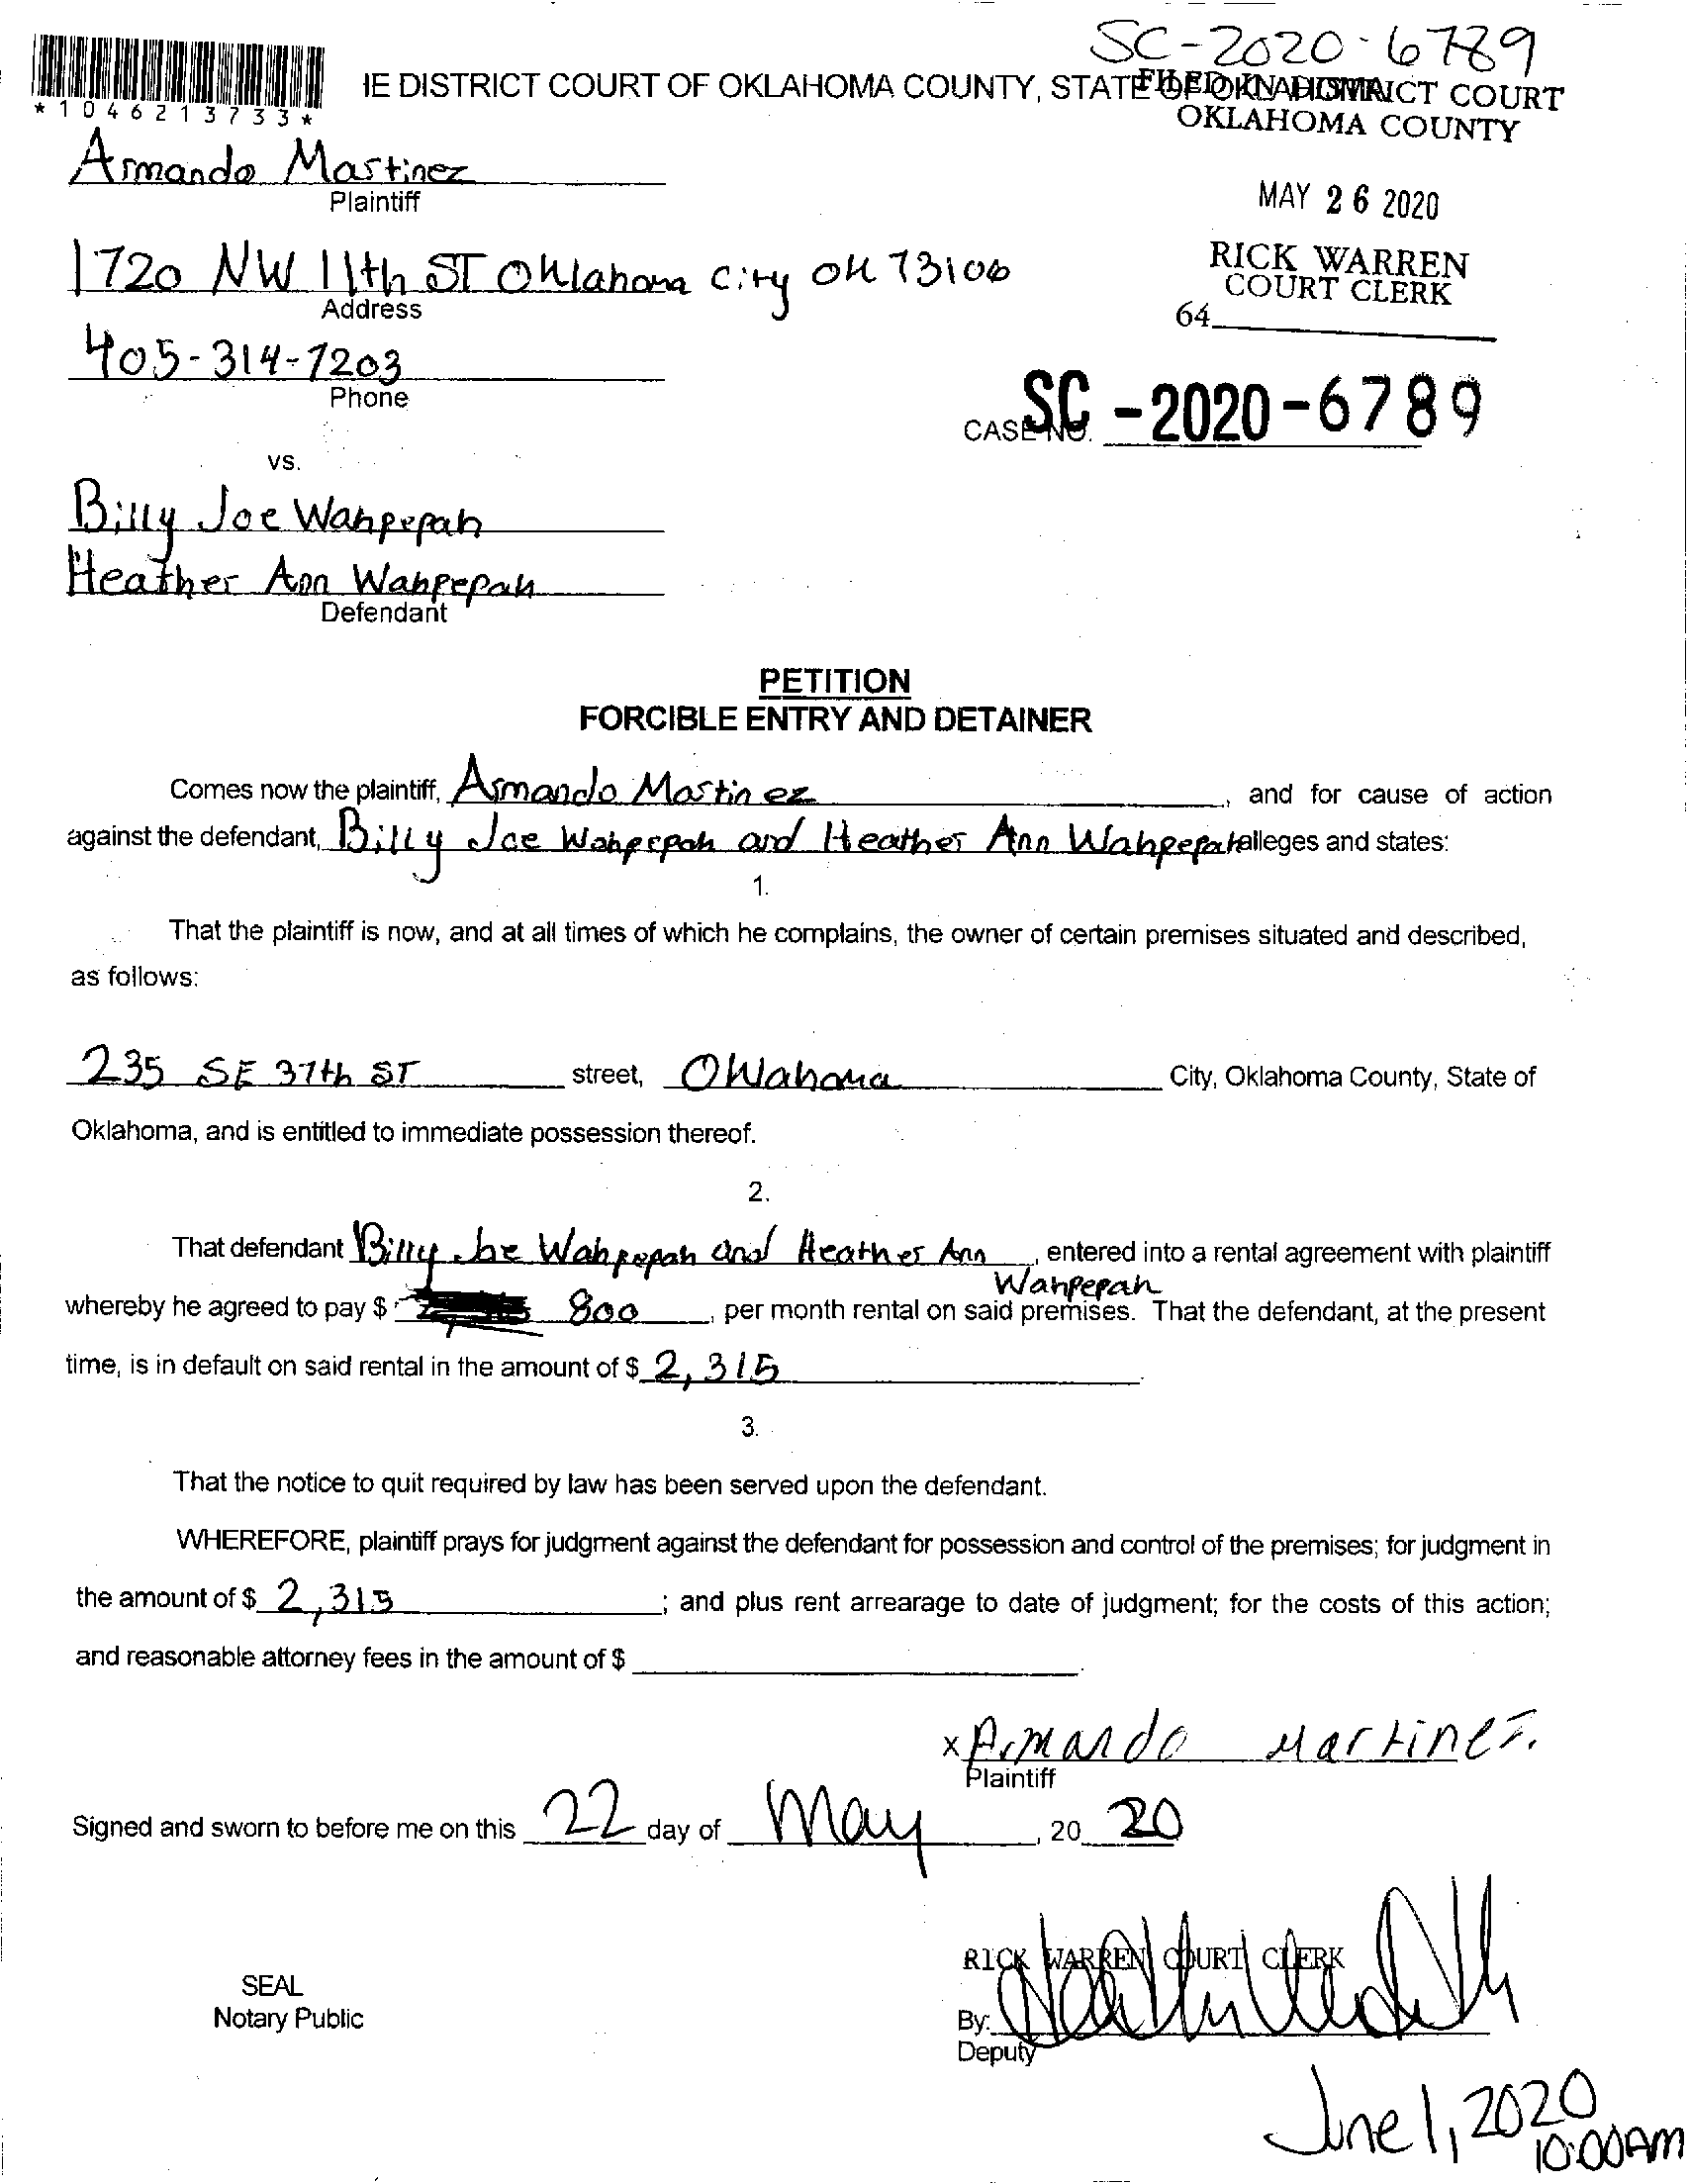 SC-2020-6789
IE DISTRICT COURT OF OKLAHOMA COUNTY, STATE OF OKLAHOMA
FILED IN DISTRICT COURT
OKLAHOMA COUNTY
*1046213733*
Armando Martinez
Plaintiff
MAY 26 2020
1720 NW 11th ST Oklahoma City OK 73106
Address
RICK WARREN
COURT CLERK
64
405-314-7203
Phone
CASE NO. SC-2020-6789
vs.
Billy Joe Wahpepah
Heather Ann Wahpepah
Defendant
PETITION
FORCIBLE ENTRY AND DETAINER
Comes now the plaintiff, Armando Martinez, and for cause of action
against the defendant, Billy Joe Wahpepah and Heather Ann Wahpepah alleges and states:
1.
That the plaintiff is now, and at all times of which he complains, the owner of certain premises situated and described,
as follows:
235 SE 37th ST street, Oklahoma City, Oklahoma County, State of
Oklahoma, and is entitled to immediate possession thereof.
2.
That defendant Billy Joe Wahpepah and Heather Ann Wahpepah, entered into a rental agreement with plaintiff
whereby he agreed to pay $ 800, per month rental on said premises. That the defendant, at the present
time, is in default on said rental in the amount of $ 2,315.
3.
That the notice to quit required by law has been served upon the defendant.
WHEREFORE, plaintiff prays for judgment against the defendant for possession and control of the premises; for judgment in
the amount of $ 2,315; and plus rent arrearage to date of judgment; for the costs of this action;
and reasonable attorney fees in the amount of $
x Armando Martinez.
Plaintiff
Signed and sworn to before me on this 22 day of May, 20 20
RICK WARREN COURT CLERK
SEAL
Notary Public
By:
Deputy
June 1, 2020
10:00AM